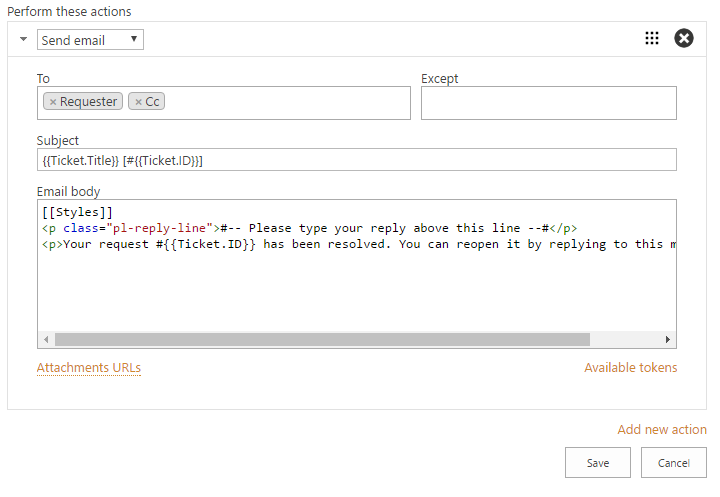 Perform these actions
Send email
To Except
× Requester × Cc
Subject
{{Ticket.Title}} [#{{Ticket.ID}}]
Email body
[[Styles]]
<p class="pl-reply-line">#-- Please type your reply above this line --#</p>
<p>Your request #{{Ticket.ID}} has been resolved. You can reopen it by replying to this m
Attachments URLs Available tokens
Add new action
Save Cancel